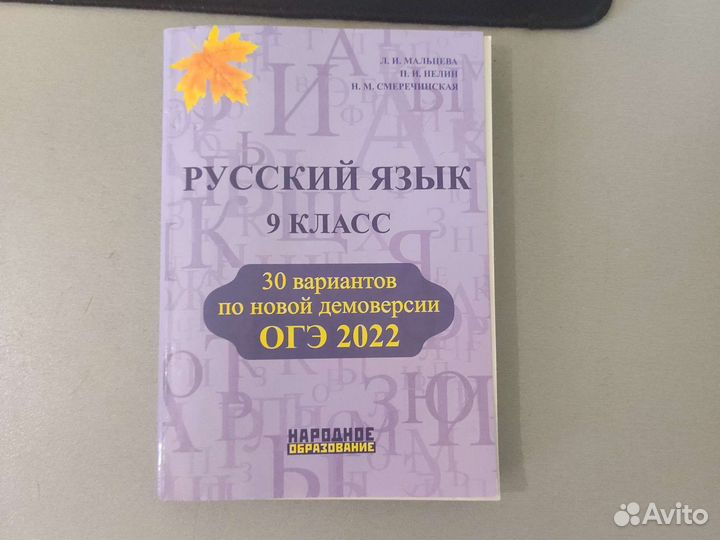 Л. И. МАЛЬЦЕВА
П. И. НЕЛИН
Н. М. СМЕРЕЧИНСКАЯ
РУССКИЙ ЯЗЫК
9 КЛАСС
30 вариантов
по новой демоверсии
ОГЭ 2022
НАРОДНОЕ
ОБРАЗОВАНИЕ
Avito